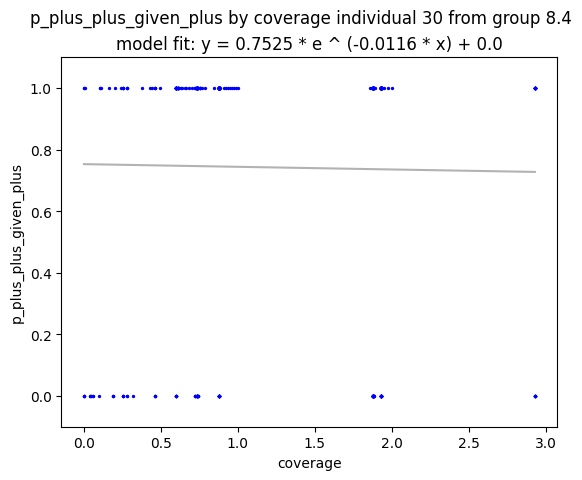 p_plus_plus_given_plus by coverage individual 30 from group 8.4
model fit: y = 0.7525 * e ^ (-0.0116 * x) + 0.0
p_plus_plus_given_plus
1.0
0.8
0.6
0.4
0.2
0.0
0.0 0.5 1.0 1.5 2.0 2.5 3.0
coverage